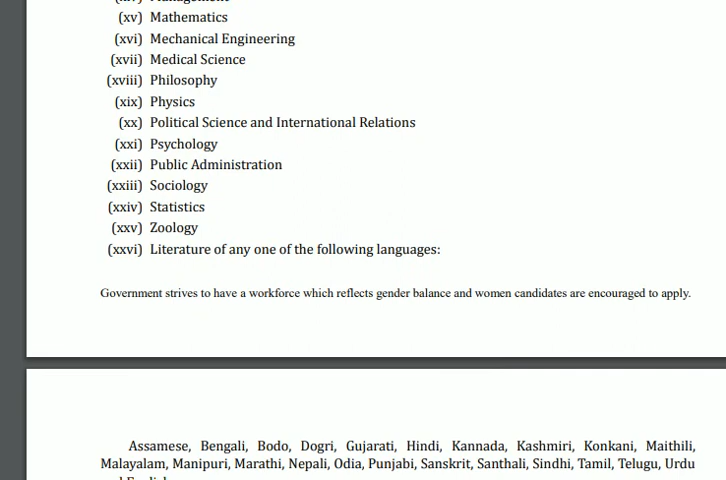 (xv) Mathematics
(xvi) Mechanical Engineering
(xvii) Medical Science
(xviii) Philosophy
(xix) Physics
(xx) Political Science and International Relations
(xxi) Psychology
(xxii) Public Administration
(xxiii) Sociology
(xxiv) Statistics
(xxv) Zoology
(xxvi) Literature of any one of the following languages:
Government strives to have a workforce which reflects gender balance and women candidates are encouraged to apply.
Assamese, Bengali, Bodo, Dogri, Gujarati, Hindi, Kannada, Kashmiri, Konkani, Maithili,
Malayalam, Manipuri, Marathi, Nepali, Odia, Punjabi, Sanskrit, Santhali, Sindhi, Tamil, Telugu, Urdu